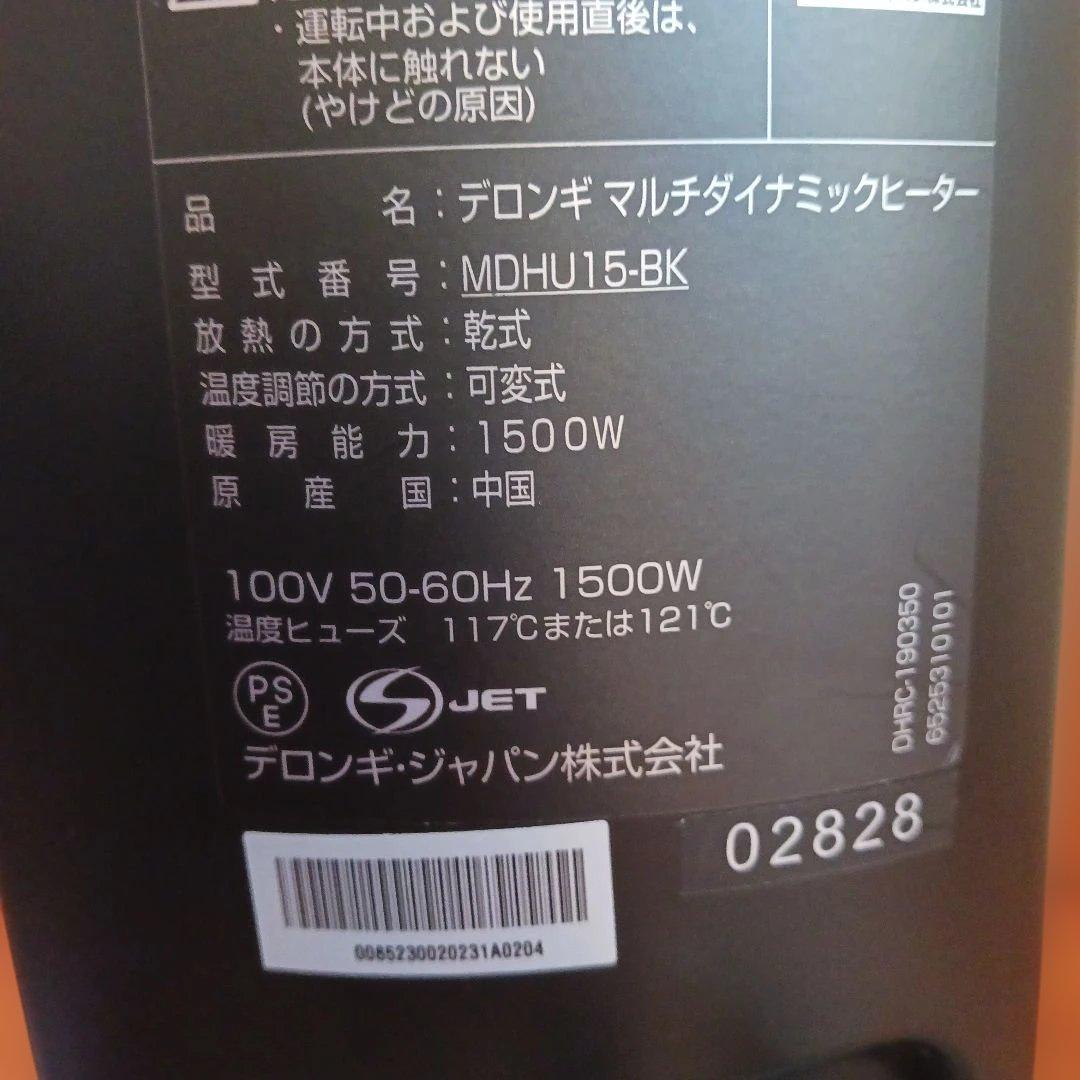 ・運転中および使用直後は、
本体に触れない
(やけどの原因)
品名：デロンギ マルチダイナミックヒーター
型式番号：MDHU15-BK
放熱の方式：乾式
温度調節の方式：可変式
暖房能力：1500W
原産国：中国
100V 50-60Hz 1500W
温度ヒューズ 117℃または121℃
PSE
JET
デロンギ・ジャパン株式会社
DHRC-190350
6525310101
02828
0085230020231A0204